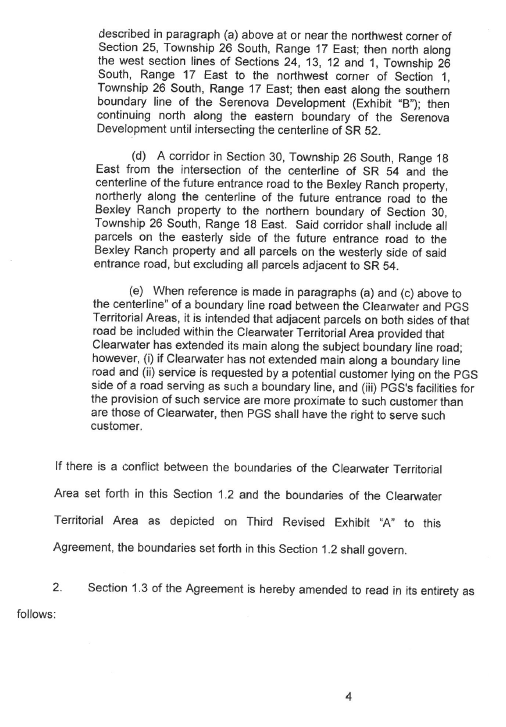 described in paragraph (a) above at or near the northwest corner of
Section 25, Township 26 South, Range 17 East; then north along
the west section lines of Sections 24, 13, 12 and 1, Township 26
South, Range 17 East to the northwest corner of Section 1,
Township 26 South, Range 17 East; then east along the southern
boundary line of the Serenova Development (Exhibit "B"); then
continuing north along the eastern boundary of the Serenova
Development until intersecting the centerline of SR 52.
(d) A corridor in Section 30, Township 26 South, Range 18
East from the intersection of the centerline of SR 54 and the
centerline of the future entrance road to the Bexley Ranch property,
northerly along the centerline of the future entrance road to the
Bexley Ranch property to the northern boundary of Section 30,
Township 26 South, Range 18 East. Said corridor shall include all
parcels on the easterly side of the future entrance road to the
Bexley Ranch property and all parcels on the westerly side of said
entrance road, but excluding all parcels adjacent to SR 54.
(e) When reference is made in paragraphs (a) and (c) above to
the centerline" of a boundary line road between the Clearwater and PGS
Territorial Areas, it is intended that adjacent parcels on both sides of that
road be included within the Clearwater Territorial Area provided that
Clearwater has extended its main along the subject boundary line road;
however, (i) if Clearwater has not extended main along a boundary line
road and (ii) service is requested by a potential customer lying on the PGS
side of a road serving as such a boundary line, and (iii) PGS's facilities for
the provision of such service are more proximate to such customer than
are those of Clearwater, then PGS shall have the right to serve such
customer.
If there is a conflict between the boundaries of the Clearwater Territorial
Area set forth in this Section 1.2 and the boundaries of the Clearwater
Territorial Area as depicted on Third Revised Exhibit "A" to this
Agreement, the boundaries set forth in this Section 1.2 shall govern.
2. Section 1.3 of the Agreement is hereby amended to read in its entirety as
follows:
4